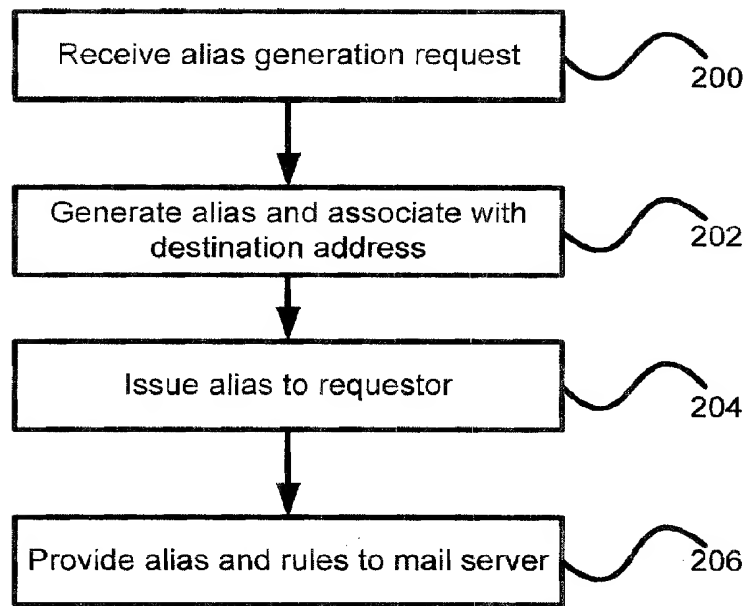 Receive alias generation request
200
Generate alias and associate with
destination address
202
Issue alias to requestor
204
Provide alias and rules to mail server
206